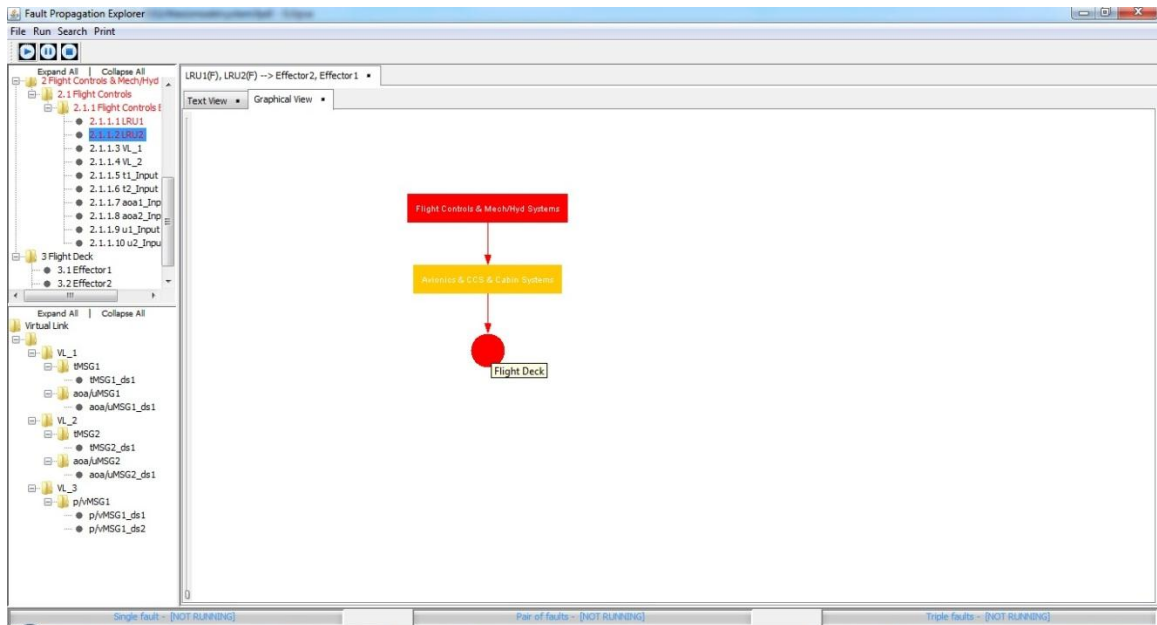 Fault Propagation Explorer
File Run Search Print
Expand All | Collapse All
2 Flight Controls & Mech/Hyd
2.1 Flight Controls
2.1.1 Flight Controls E
2.1.1.1 LRU1
2.1.1.2 LRU2
2.1.1.3 VL_1
2.1.1.4 VL_2
2.1.1.5 t1_Input
2.1.1.6 t2_Input
2.1.1.7 aoa1_Inp
2.1.1.8 aoa2_Inp
2.1.1.9 u1_Input
2.1.1.10 u2_Inpu
3 Flight Deck
3.1 Effector1
3.2 Effector2
Expand All | Collapse All
Virtual Link
VL_1
tMSG1
tMSG1_ds1
aoa/uMSG1
aoa/uMSG1_ds1
VL_2
tMSG2
tMSG2_ds1
aoa/uMSG2
aoa/uMSG2_ds1
VL_3
p/vMSG1
p/vMSG1_ds1
p/vMSG1_ds2
LRU1(F), LRU2(F) --> Effector2, Effector1
Text View
Graphical View
Flight Controls & Mech/Hyd Systems
Avionics & CCS & Cabin Systems
Flight Deck
Single fault - [NOT RUNNING]
Pair of faults - [NOT RUNNING]
Triple faults - [NOT RUNNING]